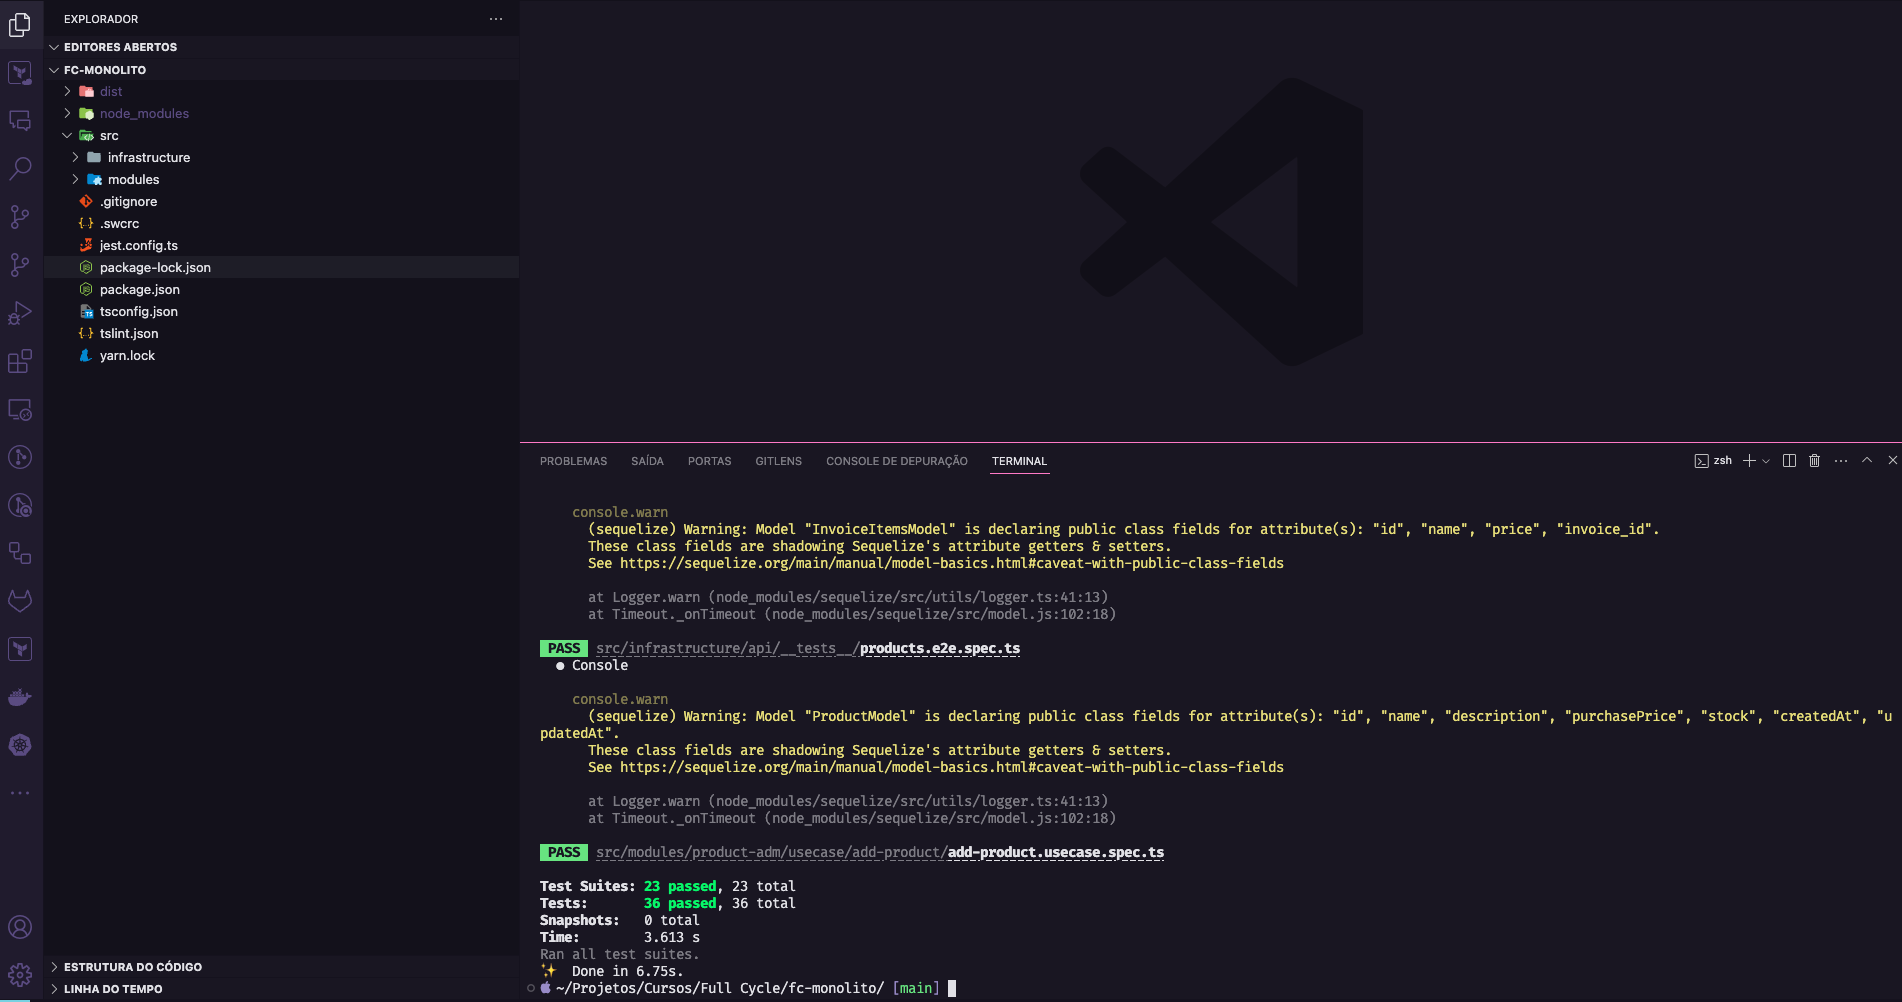 EXPLORADOR
EDITORES ABERTOS
FC-MONOLITO
dist
node_modules
src
infrastructure
modules
.gitignore
.swcrc
jest.config.ts
package-lock.json
package.json
tsconfig.json
tslint.json
yarn.lock
ESTRUTURA DO CÓDIGO
LINHA DO TEMPO
PROBLEMAS SAÍDA PORTAS GITLENS CONSOLE DE DEPURAÇÃO TERMINAL zsh
console.warn
(sequelize) Warning: Model "InvoiceItemsModel" is declaring public class fields for attribute(s): "id", "name", "price", "invoice_id".
These class fields are shadowing Sequelize's attribute getters & setters.
See https://sequelize.org/main/manual/model-basics.html#caveat-with-public-class-fields
at Logger.warn (node_modules/sequelize/src/utils/logger.ts:41:13)
at Timeout._onTimeout (node_modules/sequelize/src/model.js:102:18)
PASS src/infrastructure/api/__tests__/products.e2e.spec.ts
● Console
console.warn
(sequelize) Warning: Model "ProductModel" is declaring public class fields for attribute(s): "id", "name", "description", "purchasePrice", "stock", "createdAt", "u
pdatedAt".
These class fields are shadowing Sequelize's attribute getters & setters.
See https://sequelize.org/main/manual/model-basics.html#caveat-with-public-class-fields
at Logger.warn (node_modules/sequelize/src/utils/logger.ts:41:13)
at Timeout._onTimeout (node_modules/sequelize/src/model.js:102:18)
PASS src/modules/product-adm/usecase/add-product/add-product.usecase.spec.ts
Test Suites: 23 passed, 23 total
Tests: 36 passed, 36 total
Snapshots: 0 total
Time: 3.613 s
Ran all test suites.
✨ Done in 6.75s.
~/Projetos/Cursos/Full Cycle/fc-monolito/ [main]